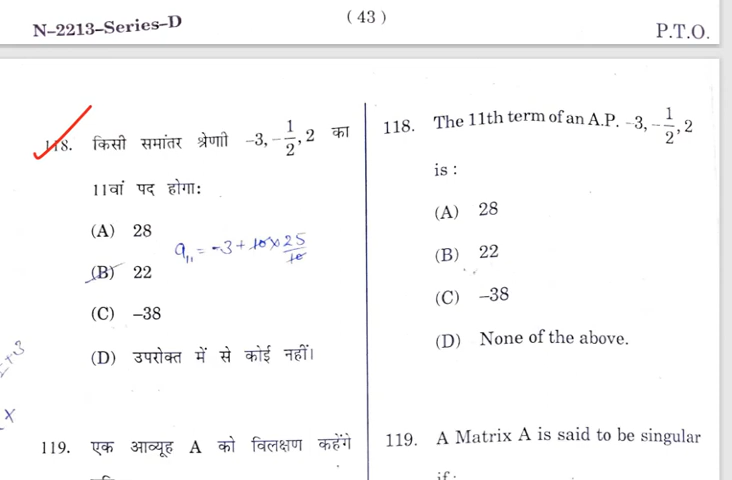 N–2213–Series–D
( 43 )
P.T.O.
118. किसी समांतर श्रेणी –3, –1/2, 2 का
11वां पद होगा:
(A) 28
a₁₁ = –3 + 10 × 25/10
(B) 22
(C) –38
(D) उपरोक्त में से कोई नहीं।
+3
x
119. एक आव्यूह A को विलक्षण कहेंगे
118. The 11th term of an A.P. –3, –1/2, 2
is :
(A) 28
(B) 22
(C) –38
(D) None of the above.
119. A Matrix A is said to be singular
if: